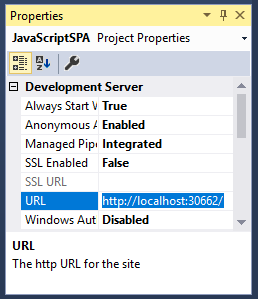 Properties
JavaScriptSPA Project Properties
Development Server
Always Start W True
Anonymous A Enabled
Managed Pipe Integrated
SSL Enabled False
SSL URL
URL http://localhost:30662/
Windows Aut Disabled
URL
The http URL for the site